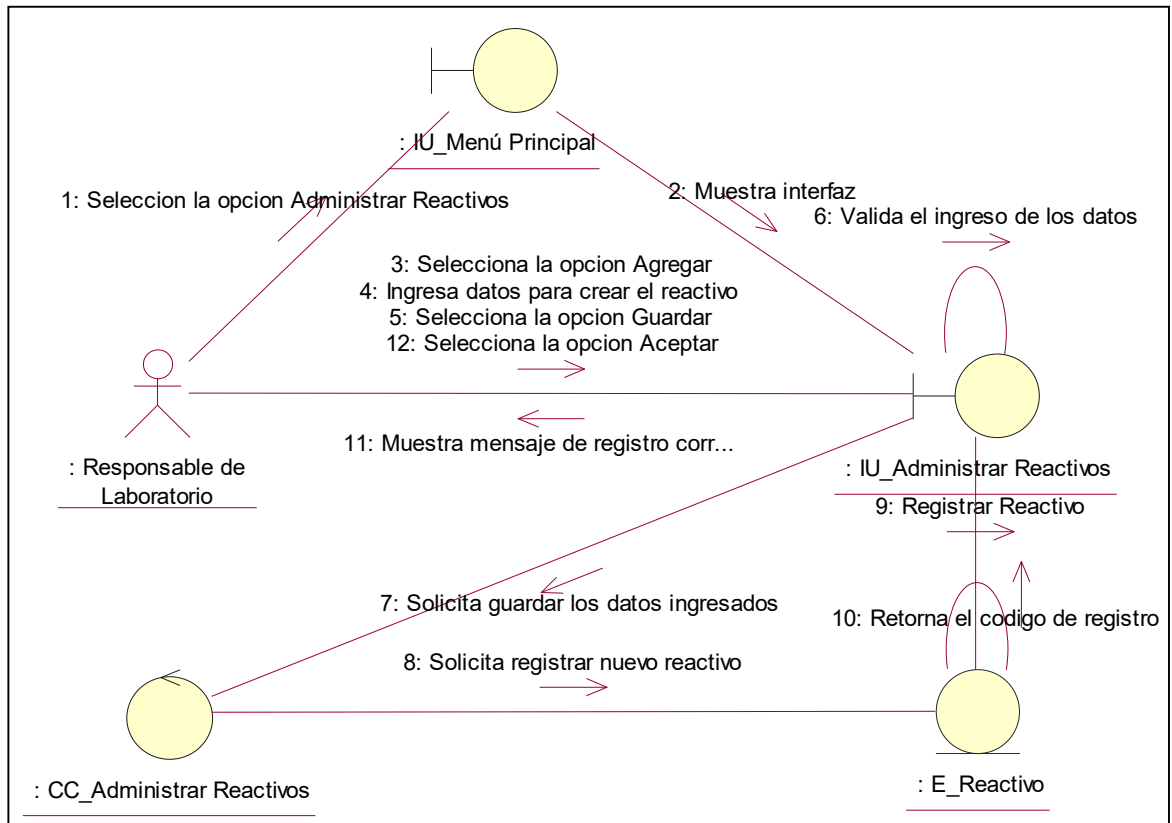 : IU_Menú Principal
1: Seleccion la opcion Administrar Reactivos
2: Muestra interfaz
6: Valida el ingreso de los datos
3: Selecciona la opcion Agregar
4: Ingresa datos para crear el reactivo
5: Selecciona la opcion Guardar
12: Selecciona la opcion Aceptar
11: Muestra mensaje de registro corr...
: Responsable de
Laboratorio
: IU_Administrar Reactivos
9: Registrar Reactivo
7: Solicita guardar los datos ingresados
10: Retorna el codigo de registro
8: Solicita registrar nuevo reactivo
: CC_Administrar Reactivos
: E_Reactivo